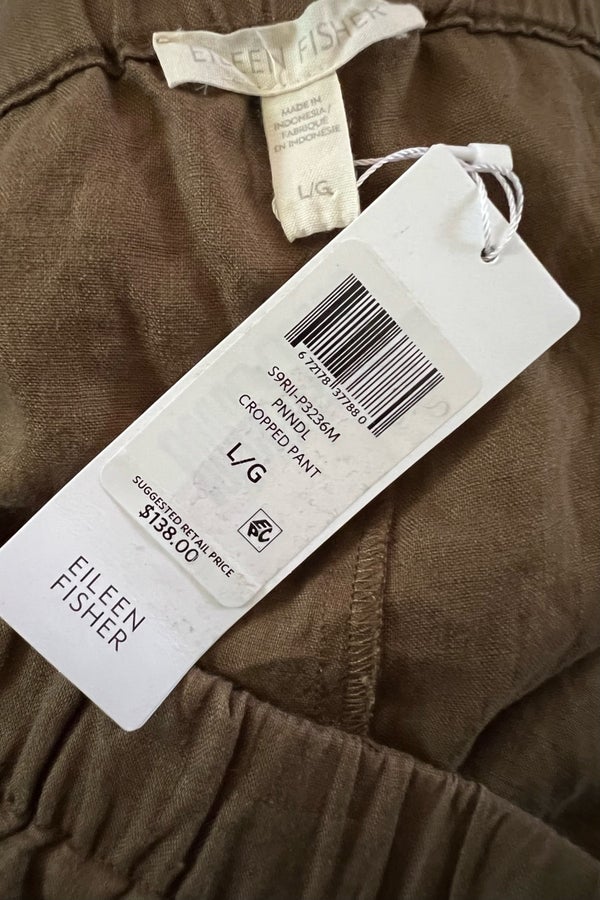 EILEEN FISHER
MADE IN
INDONESIA/
FABRIQUÉ
EN INDONÉSIE
L/G
6 72178 37788 0
S9RII-P3236M
PNNDL
CROPPED PANT
L/G
SUGGESTED RETAIL PRICE
$138.00
EPC
EILEEN
FISHER